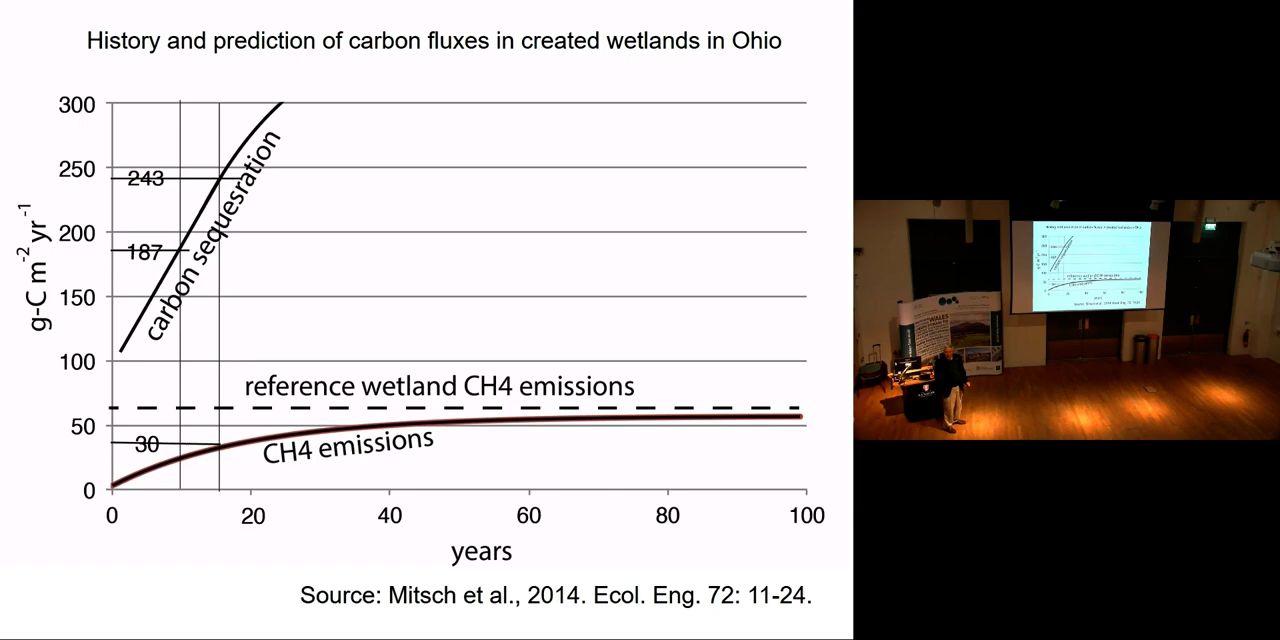 History and prediction of carbon fluxes in created wetlands in Ohio
300
250
243
200
187
150
100
50
30
0
g-C m-2 yr-1
carbon sequesration
reference wetland CH4 emissions
CH4 emissions
0 20 40 60 80 100
years
Source: Mitsch et al., 2014. Ecol. Eng. 72: 11-24.
WALES